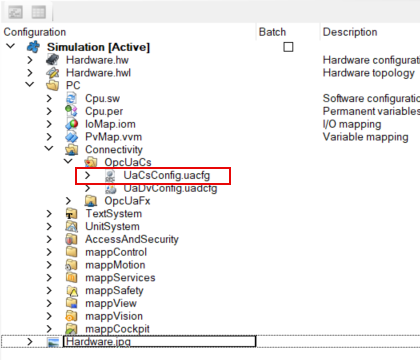 Configuration Batch Description
Simulation [Active]
Hardware.hw Hardware configurati
Hardware.hwl Hardware topology
PC
Cpu.sw Software configuratio
Cpu.per Permanent variables
IoMap.iom I/O mapping
PvMap.vvm Variable mapping
Connectivity
OpcUaCs
UaCsConfig.uacfg
UaDvConfig.uadcfg
OpcUaFx
TextSystem
UnitSystem
AccessAndSecurity
mappControl
mappMotion
mappServices
mappSafety
mappView
mappVision
mappCockpit
Hardware.jpg